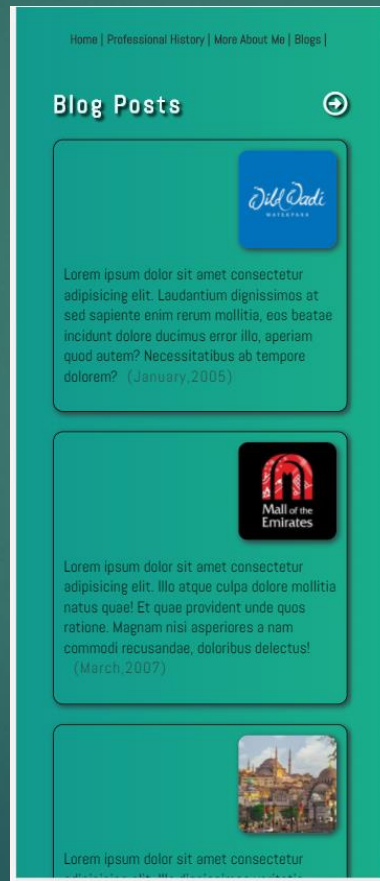 Home | Professional History | More About Me | Blogs |
Blog Posts
Wild Wadi
WATERPARK
Lorem ipsum dolor sit amet consectetur
adipisicing elit. Laudantium dignissimos at
sed sapiente enim rerum mollitia, eos beatae
incidunt dolore ducimus error illo, aperiam
quod autem? Necessitatibus ab tempore
dolorem? (January,2005)
Mall of the
Emirates
Lorem ipsum dolor sit amet consectetur
adipisicing elit. Illo atque culpa dolore mollitia
natus quae! Et quae provident unde quos
ratione. Magnam nisi asperiores a nam
commodi recusandae, doloribus delectus!
(March,2007)
Lorem ipsum dolor sit amet consectetur